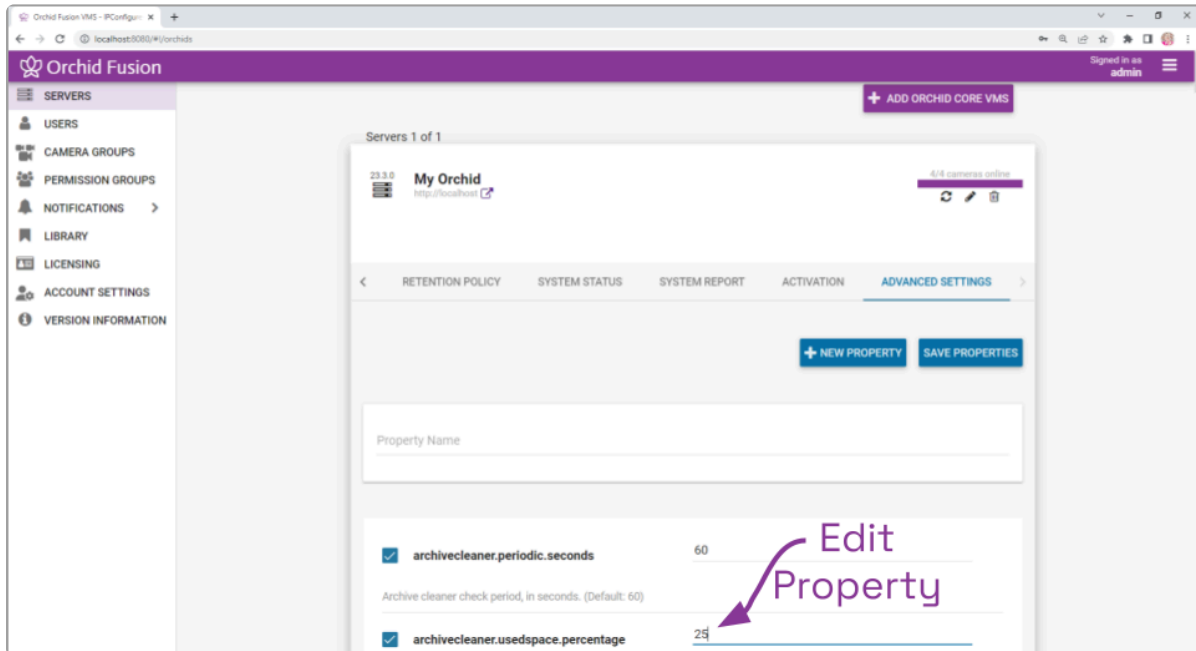 Orchid Fusion VMS - IPConfigur
localhost:8080/#!/orchids
Orchid Fusion
Signed in as
admin
SERVERS
USERS
CAMERA GROUPS
PERMISSION GROUPS
NOTIFICATIONS
LIBRARY
LICENSING
ACCOUNT SETTINGS
VERSION INFORMATION
ADD ORCHID CORE VMS
Servers 1 of 1
23.3.0
My Orchid
http://localhost
4/4 cameras online
RETENTION POLICY SYSTEM STATUS SYSTEM REPORT ACTIVATION ADVANCED SETTINGS
NEW PROPERTY SAVE PROPERTIES
Property Name
archivecleaner.periodic.seconds 60
Archive cleaner check period, in seconds. (Default: 60)
archivecleaner.usedspace.percentage 25
Edit
Property